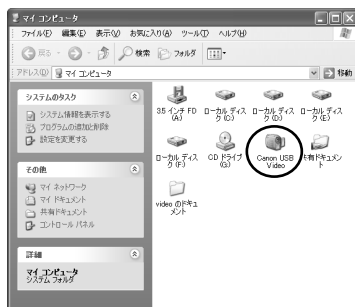 マイ コンピュータ
ファイル(F) 編集(E) 表示(V) お気に入り(A) ツール(T) ヘルプ(H)
戻る 検索 フォルダ
アドレス(D) マイ コンピュータ 移動
システムのタスク
システム情報を表示する
プログラムの追加と削除
設定を変更する
その他
マイ ネットワーク
マイ ドキュメント
共有ドキュメント
コントロール パネル
詳細
マイ コンピュータ
システム フォルダ
3.5 インチ FD
(A:)
ローカル ディス
ク (C:)
ローカル ディス
ク (D:)
ローカル ディス
ク (E:)
ローカル ディス
ク (F:)
CD ドライブ
(G:)
Canon USB
Video
共有ドキュメン
ト
video のドキュ
メント